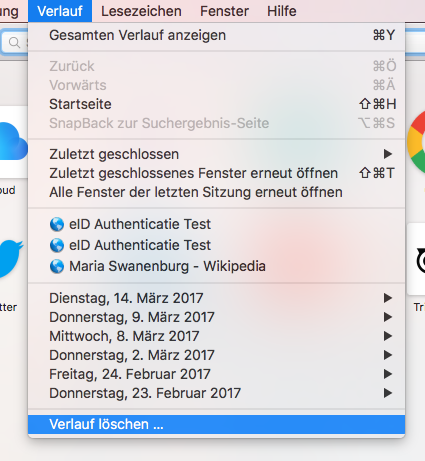 ung Verlauf Lesezeichen Fenster Hilfe
Gesamten Verlauf anzeigen ⌘Y
Zurück ⌘Ö
Vorwärts ⌘Ä
Startseite ⇧⌘H
SnapBack zur Suchergebnis-Seite ⌥⌘S
Zuletzt geschlossen ▶
Zuletzt geschlossenes Fenster erneut öffnen ⇧⌘T
Alle Fenster der letzten Sitzung erneut öffnen
eID Authenticatie Test
eID Authenticatie Test
Maria Swanenburg - Wikipedia
Dienstag, 14. März 2017 ▶
Donnerstag, 9. März 2017 ▶
Mittwoch, 8. März 2017 ▶
Donnerstag, 2. März 2017 ▶
Freitag, 24. Februar 2017 ▶
Donnerstag, 23. Februar 2017 ▶
Verlauf löschen ...
oud
tter
Tr